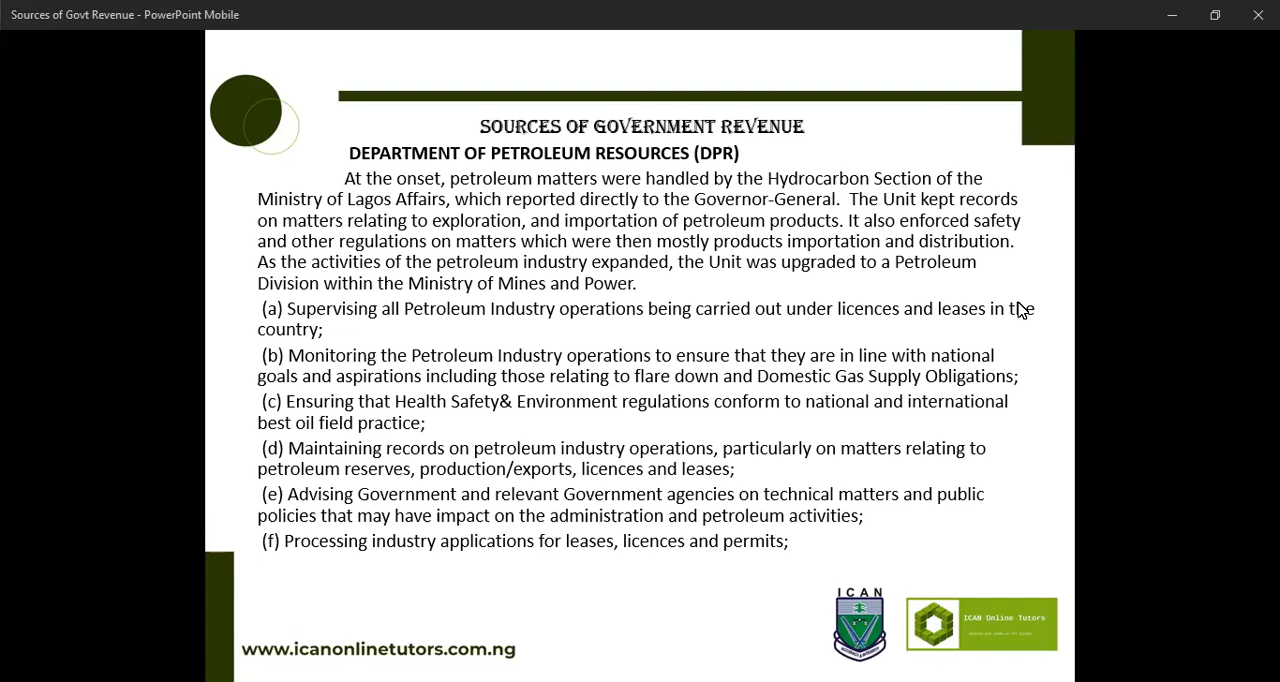 Sources of Govt Revenue - PowerPoint Mobile
SOURCES OF GOVERNMENT REVENUE
DEPARTMENT OF PETROLEUM RESOURCES (DPR)
At the onset, petroleum matters were handled by the Hydrocarbon Section of the
Ministry of Lagos Affairs, which reported directly to the Governor-General. The Unit kept records
on matters relating to exploration, and importation of petroleum products. It also enforced safety
and other regulations on matters which were then mostly products importation and distribution.
As the activities of the petroleum industry expanded, the Unit was upgraded to a Petroleum
Division within the Ministry of Mines and Power.
(a) Supervising all Petroleum Industry operations being carried out under licences and leases in the
country;
(b) Monitoring the Petroleum Industry operations to ensure that they are in line with national
goals and aspirations including those relating to flare down and Domestic Gas Supply Obligations;
(c) Ensuring that Health Safety& Environment regulations conform to national and international
best oil field practice;
(d) Maintaining records on petroleum industry operations, particularly on matters relating to
petroleum reserves, production/exports, licences and leases;
(e) Advising Government and relevant Government agencies on technical matters and public
policies that may have impact on the administration and petroleum activities;
(f) Processing industry applications for leases, licences and permits;
ICAN
ICAN Online Tutors
www.icanonlinetutors.com.ng